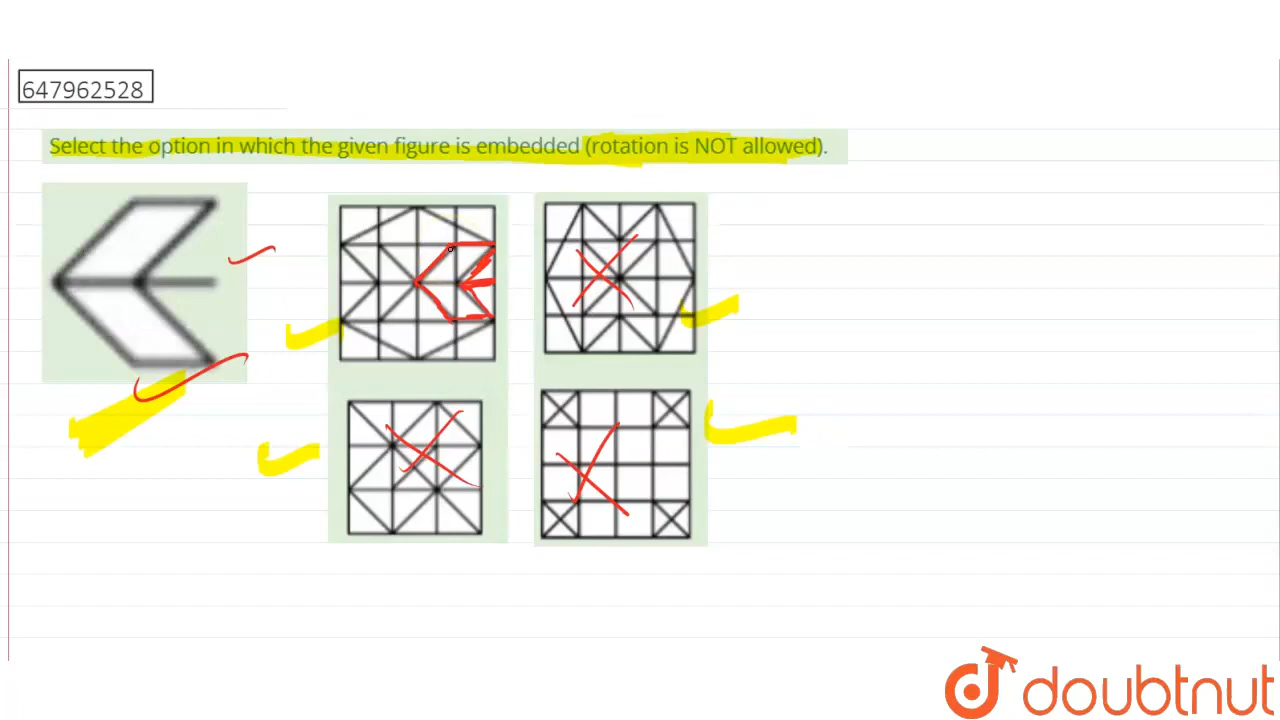 647962528
Select the option in which the given figure is embedded (rotation is NOT allowed).
doubtnut